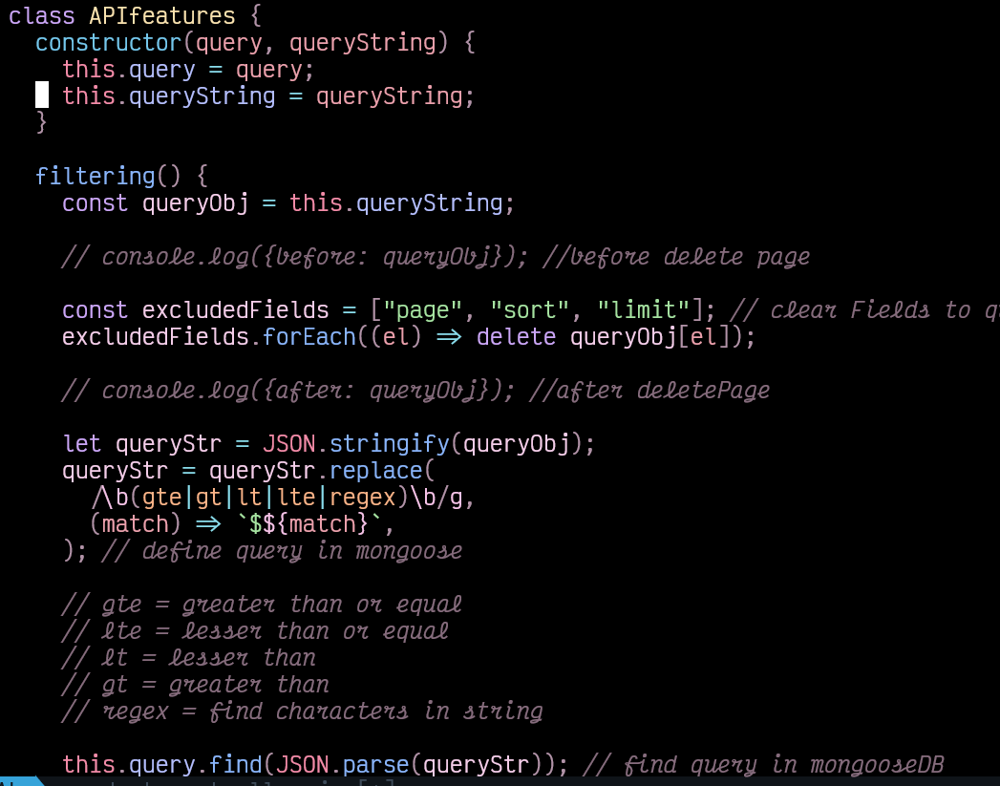 class APIfeatures {
constructor(query, queryString) {
this.query = query;
this.queryString = queryString;
}
filtering() {
const queryObj = this.queryString;
// console.log({before: queryObj}); //before delete page
const excludedFields = ["page", "sort", "limit"]; // clear Fields to
excludedFields.forEach((el) => delete queryObj[el]);
// console.log({after: queryObj}); //after deletePage
let queryStr = JSON.stringify(queryObj);
queryStr = queryStr.replace(
/\b(gte|gt|lt|lte|regex)\b/g,
(match) => `$${match}`,
); // define query in mongoose
// gte = greater than or equal
// lte = lesser than or equal
// lt = lesser than
// gt = greater than
// regex = find characters in string
this.query.find(JSON.parse(queryStr)); // find query in mongooseDB